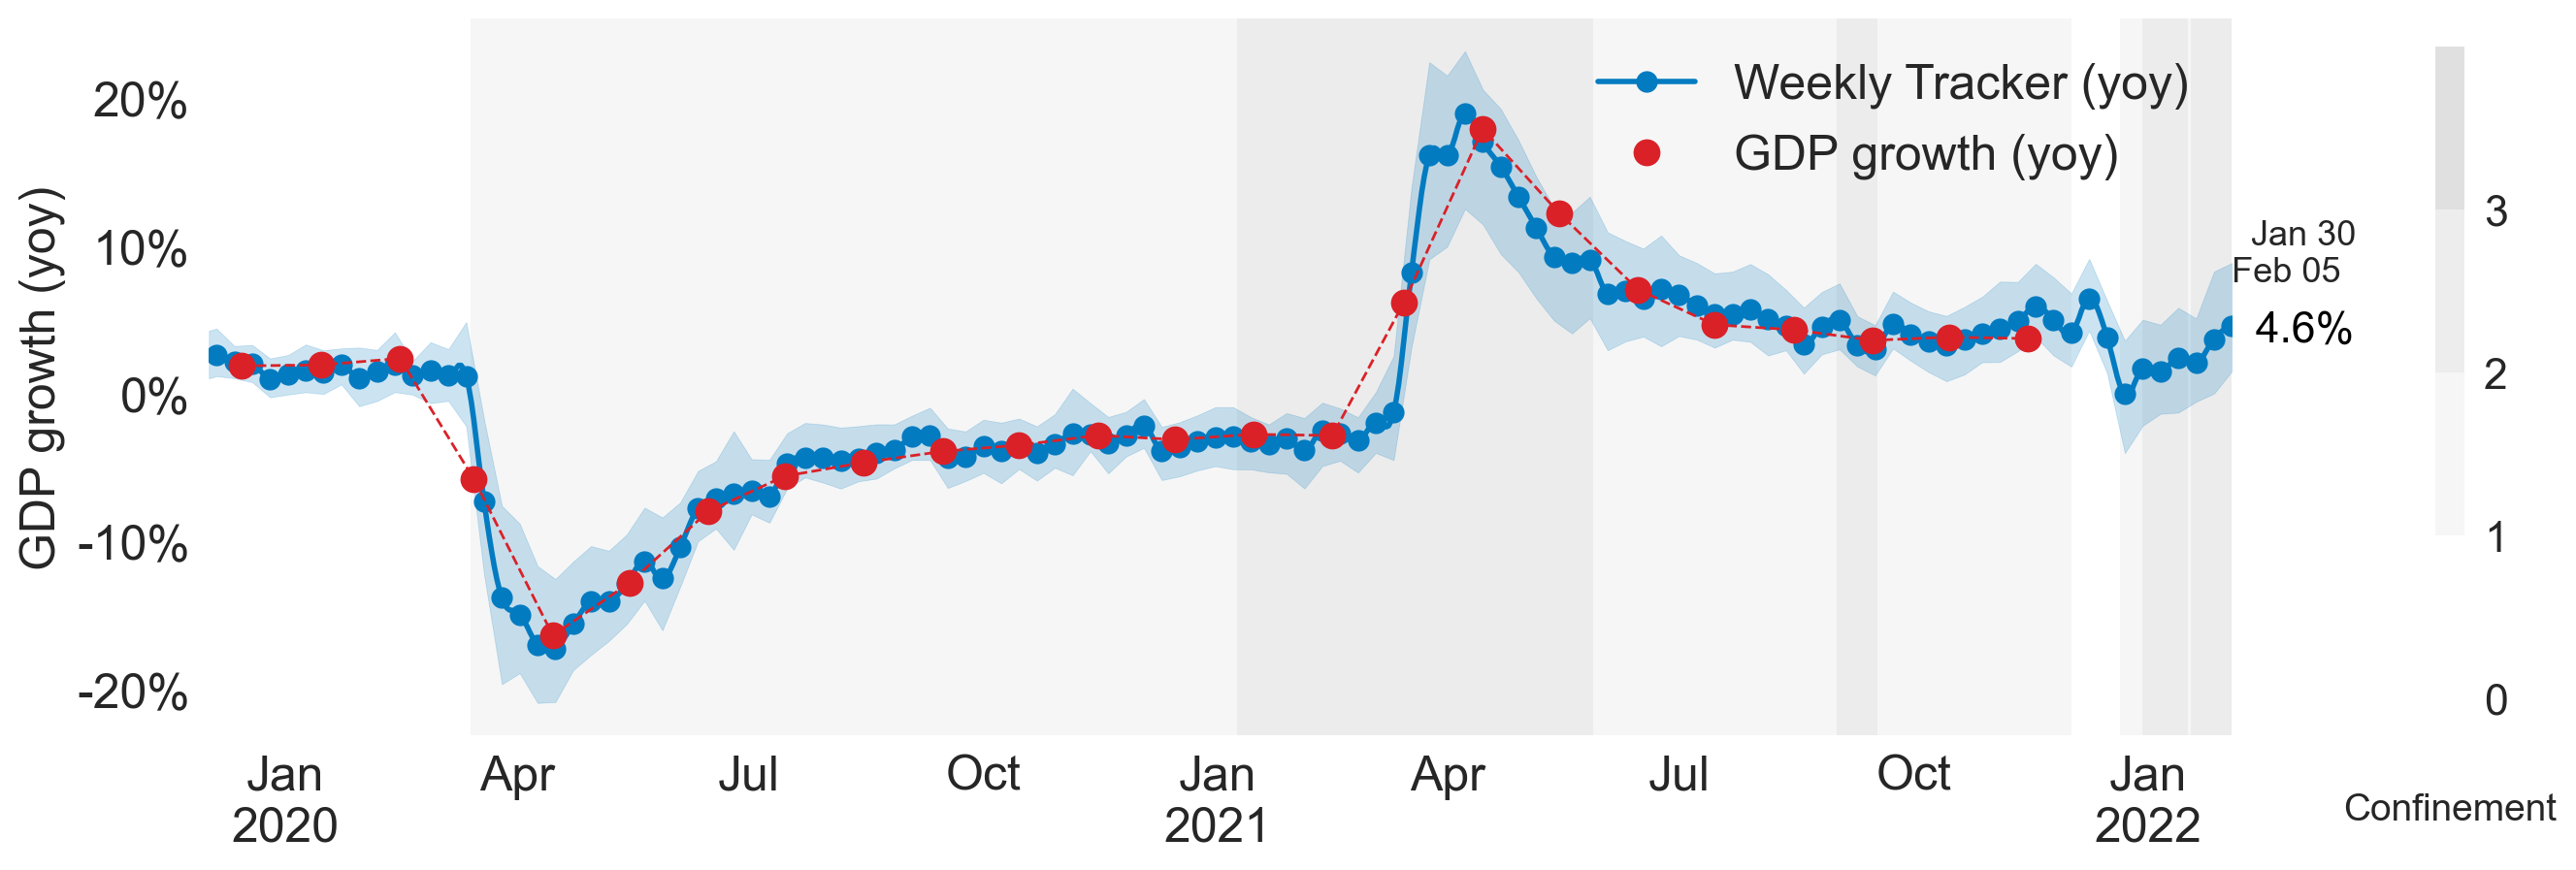 GDP growth (yoy)
20%
10%
0%
-10%
-20%
Weekly Tracker (yoy)
GDP growth (yoy)
Jan 30
Feb 05
4.6%
3
2
1
0
Confinement
Jan Apr Jul Oct Jan Apr Jul Oct Jan
2020 2021 2022